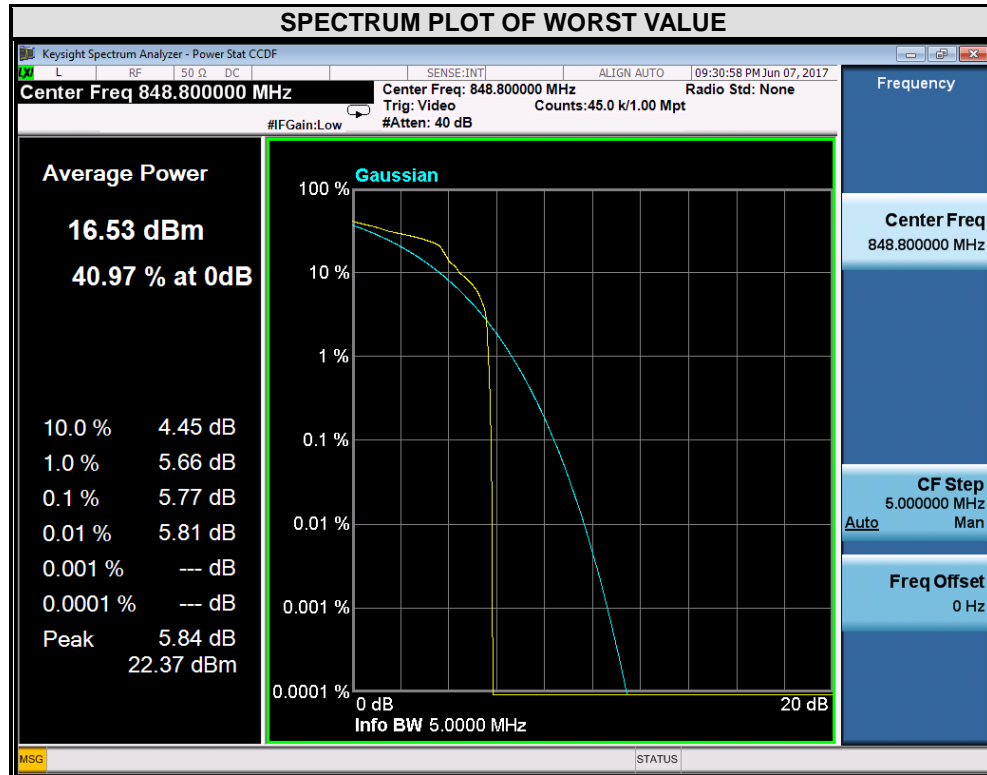 SPECTRUM PLOT OF WORST VALUE
Keysight Spectrum Analyzer - Power Stat CCDF
LXI L RF 50 Ω DC SENSE:INT ALIGN AUTO 09:30:58 PM Jun 07, 2017
Center Freq 848.800000 MHz
#IFGain:Low
Center Freq: 848.800000 MHz
Trig: Video
#Atten: 40 dB
Counts:45.0 k/1.00 Mpt
Radio Std: None
Frequency
Average Power
16.53 dBm
40.97 % at 0dB
10.0 % 4.45 dB
1.0 % 5.66 dB
0.1 % 5.77 dB
0.01 % 5.81 dB
0.001 % --- dB
0.0001 % --- dB
Peak 5.84 dB
22.37 dBm
Gaussian
100 %
10 %
1 %
0.1 %
0.01 %
0.001 %
0.0001 %
0 dB 20 dB
Info BW 5.0000 MHz
Center Freq
848.800000 MHz
CF Step
5.000000 MHz
Auto Man
Freq Offset
0 Hz
MSG STATUS